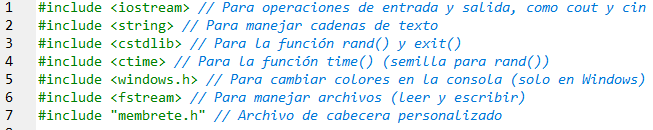 1 #include <iostream> // Para operaciones de entrada y salida, como cout y cin
2 #include <string> // Para manejar cadenas de texto
3 #include <cstdlib> // Para la función rand() y exit()
4 #include <ctime> // Para la función time() (semilla para rand())
5 #include <windows.h> // Para cambiar colores en la consola (solo en Windows)
6 #include <fstream> // Para manejar archivos (leer y escribir)
7 #include "membrete.h" // Archivo de cabecera personalizado